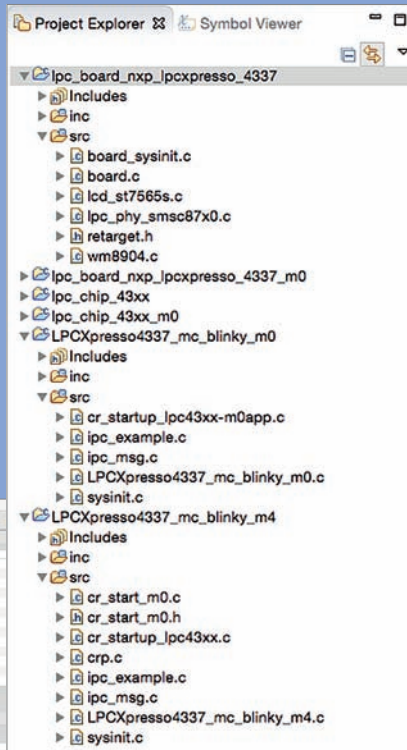 Project Explorer Symbol Viewer
lpc_board_nxp_lpcxpresso_4337
Includes
inc
src
board_sysinit.c
board.c
lcd_st7565s.c
lpc_phy_smsc87x0.c
retarget.h
wm8904.c
lpc_board_nxp_lpcxpresso_4337_m0
lpc_chip_43xx
lpc_chip_43xx_m0
LPCXpresso4337_mc_blinky_m0
Includes
inc
src
cr_startup_lpc43xx-m0app.c
ipc_example.c
ipc_msg.c
LPCXpresso4337_mc_blinky_m0.c
sysinit.c
LPCXpresso4337_mc_blinky_m4
Includes
inc
src
cr_start_m0.c
cr_start_m0.h
cr_startup_lpc43xx.c
crp.c
ipc_example.c
ipc_msg.c
LPCXpresso4337_mc_blinky_m4.c
sysinit.c